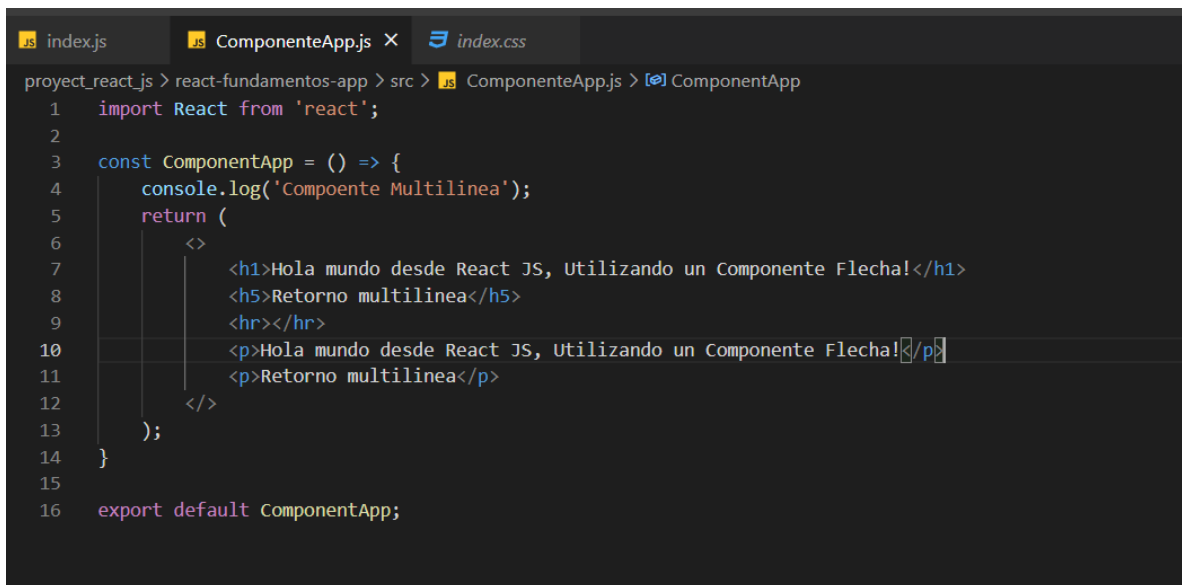 JS index.js JS ComponenteApp.js × index.css
proyect_react_js > react-fundamentos-app > src > JS ComponenteApp.js > ComponentApp
1 import React from 'react';
2
3 const ComponentApp = () => {
4 console.log('Compoente Multilinea');
5 return (
6 <>
7 <h1>Hola mundo desde React JS, Utilizando un Componente Flecha!</h1>
8 <h5>Retorno multilinea</h5>
9 <hr></hr>
10 <p>Hola mundo desde React JS, Utilizando un Componente Flecha!</p>
11 <p>Retorno multilinea</p>
12 </>
13 );
14 }
15
16 export default ComponentApp;